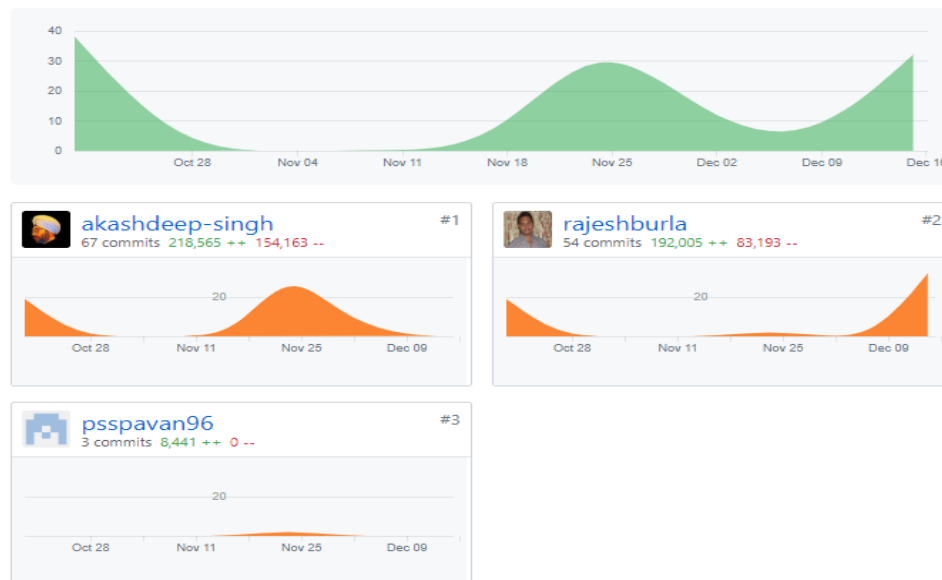 40
30
20
10
0
Oct 28 Nov 04 Nov 11 Nov 18 Nov 25 Dec 02 Dec 09 Dec 1
akashdeep-singh #1
67 commits 218,565 ++ 154,163 --
20
Oct 28 Nov 11 Nov 25 Dec 09
rajeshburla #2
54 commits 192,005 ++ 83,193 --
20
Oct 28 Nov 11 Nov 25 Dec 09
psspavan96 #3
3 commits 8,441 ++ 0 --
20
Oct 28 Nov 11 Nov 25 Dec 09